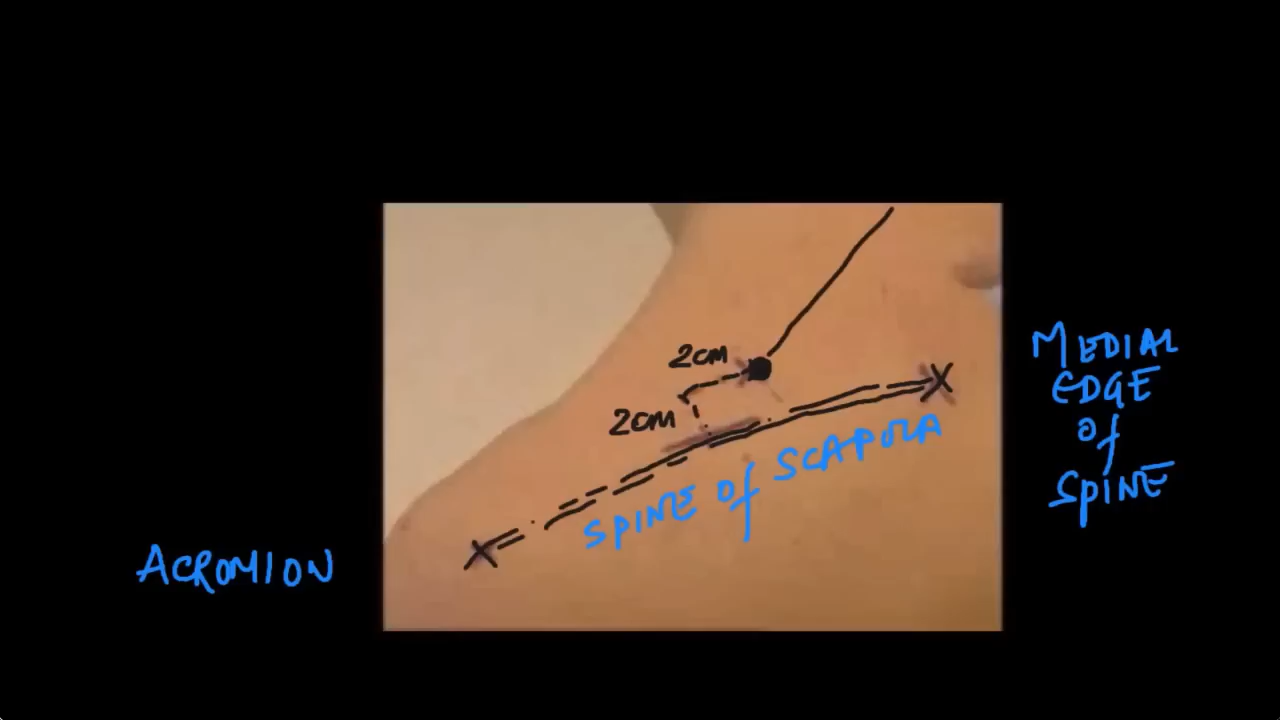 2cm
2cm
SPINE Of SCAPULA
MEDIAL
EDGE
Of
SPINE
ACROMION